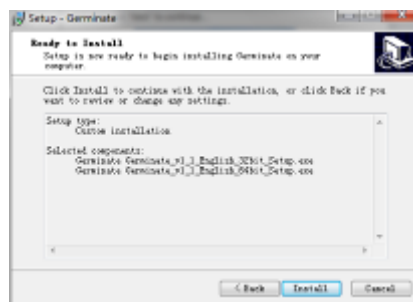 Setup - Germinate
Ready to Install
Setup is now ready to begin installing Germinate on your
computer.
Click Install to continue with the installation, or click Back if you
want to review or change any settings.
Setup type:
Custom installation
Selected components:
Germinate Germinate_v1_1_English_32bit_Setup.exe
Germinate Germinate_v1_1_English_64bit_Setup.exe
< Back
Install
Cancel